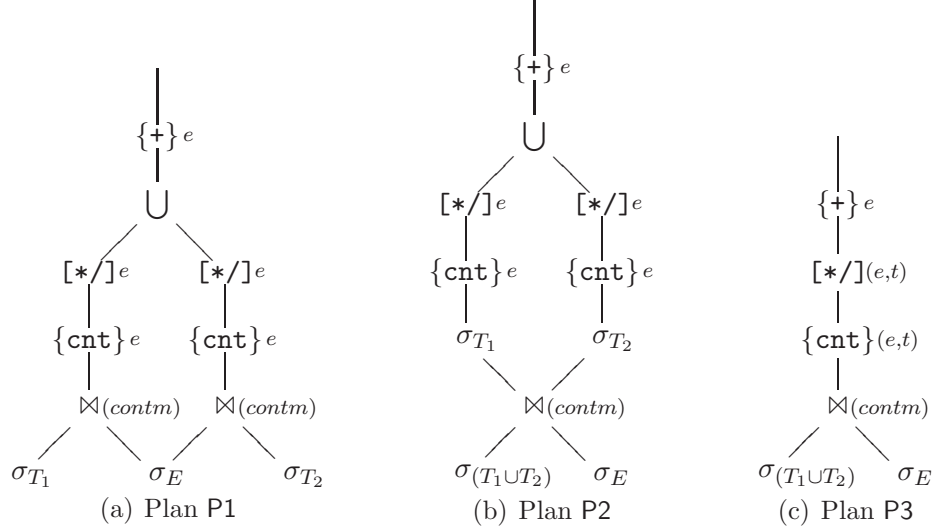 {+} e
∪
[*/] e [*/] e
{cnt} e {cnt} e
⋈(contm) ⋈(contm)
σT1 σE σT2
(a) Plan P1
{+} e
∪
[*/] e [*/] e
{cnt} e {cnt} e
σT1 σT2
⋈(contm)
σ(T1∪T2) σE
(b) Plan P2
{+} e
[*/](e,t)
{cnt}(e,t)
⋈(contm)
σ(T1∪T2) σE
(c) Plan P3